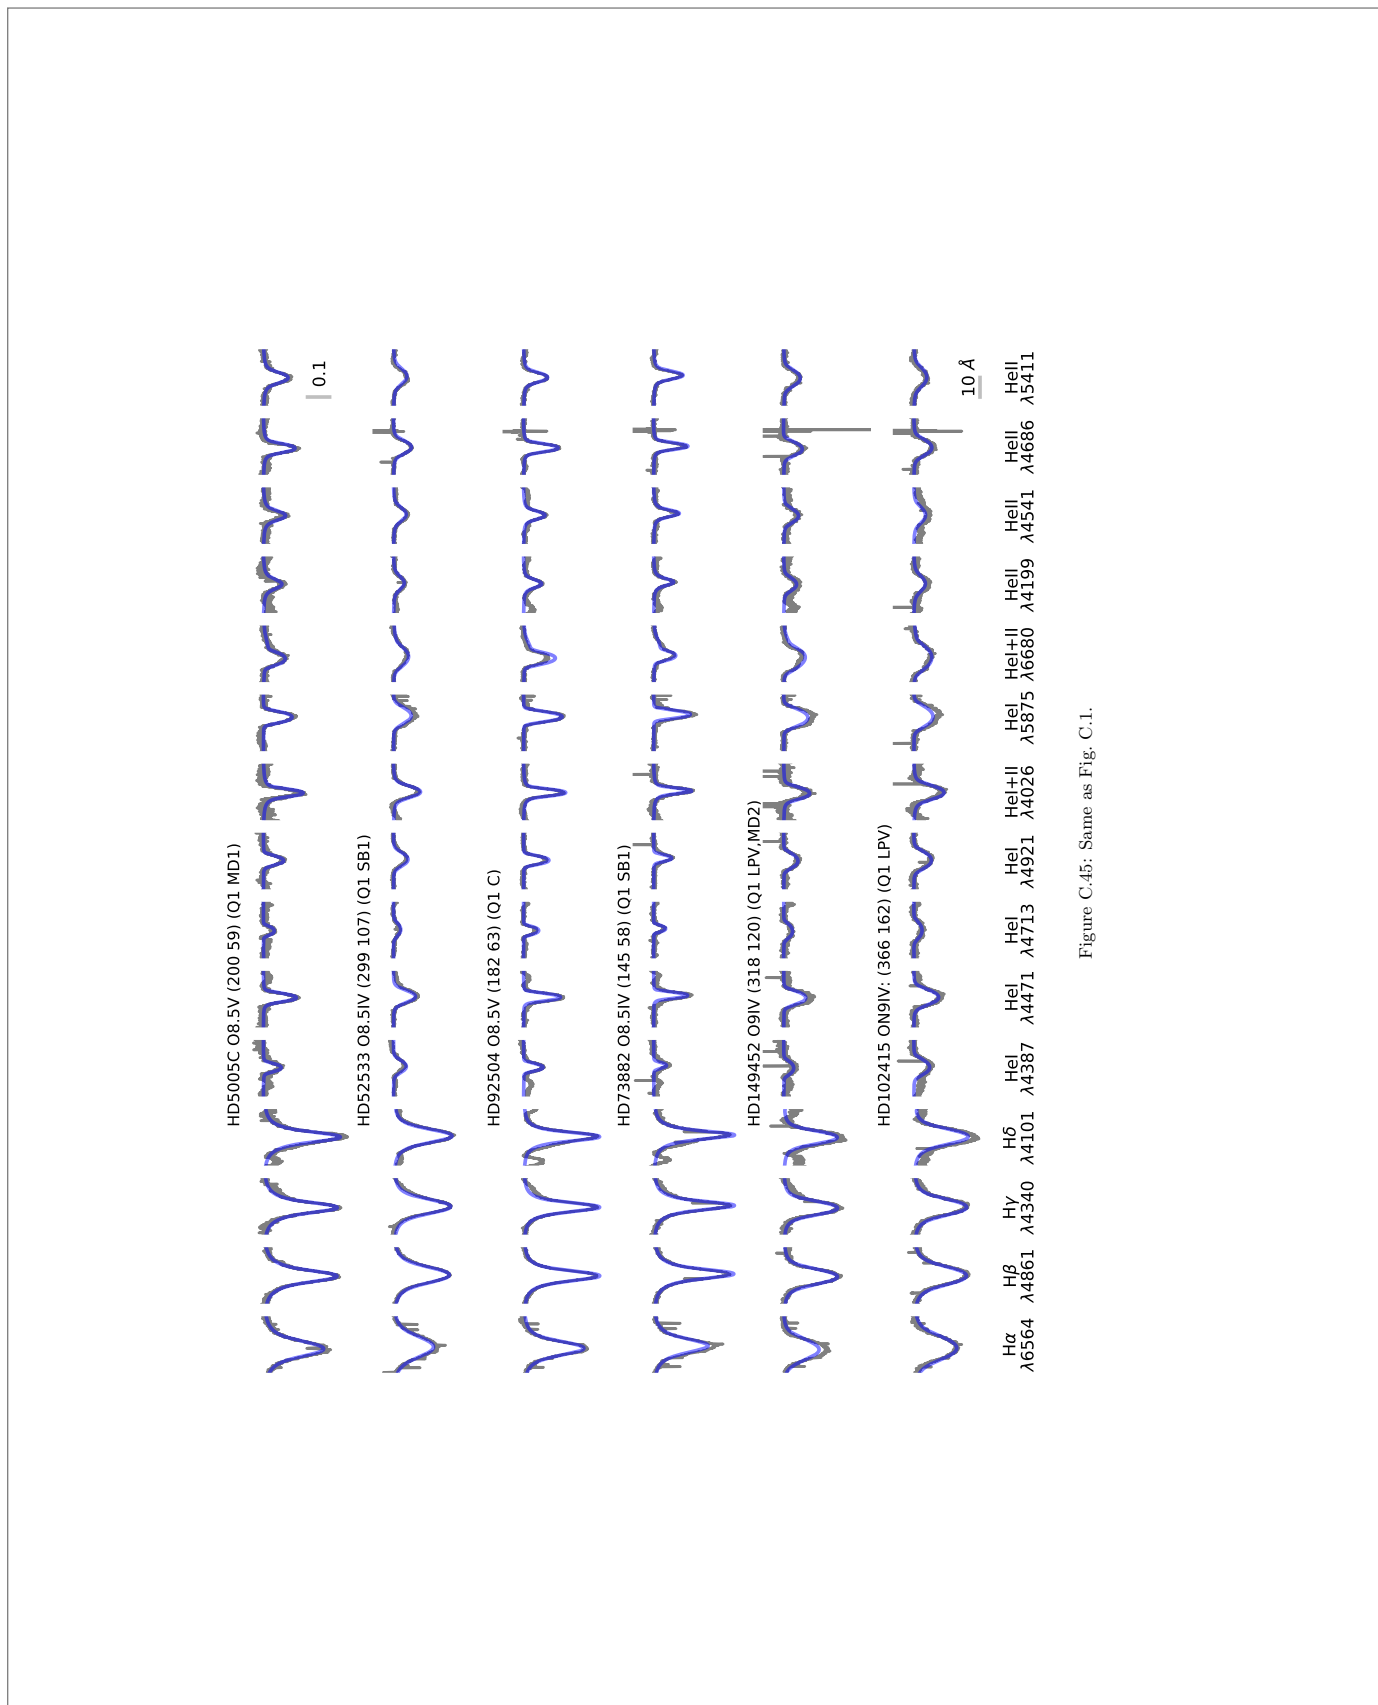 HD5005C O8.5V (200 59) (Q1 MD1)
0.1
HD52533 O8.5IV (299 107) (Q1 SB1)
HD92504 O8.5V (182 63) (Q1 C)
HD73882 O8.5IV (145 58) (Q1 SB1)
HD149452 O9IV (318 120) (Q1 LPV,MD2)
HD102415 ON9IV: (366 162) (Q1 LPV)
10 Å
Hα
λ6564
Hβ
λ4861
Hγ
λ4340
Hδ
λ4101
HeI
λ4387
HeI
λ4471
HeI
λ4713
HeI
λ4921
HeI+II
λ4026
HeI
λ5875
HeI+II
λ6680
HeII
λ4199
HeII
λ4541
HeII
λ4686
HeII
λ5411
Figure C.45: Same as Fig. C.1.